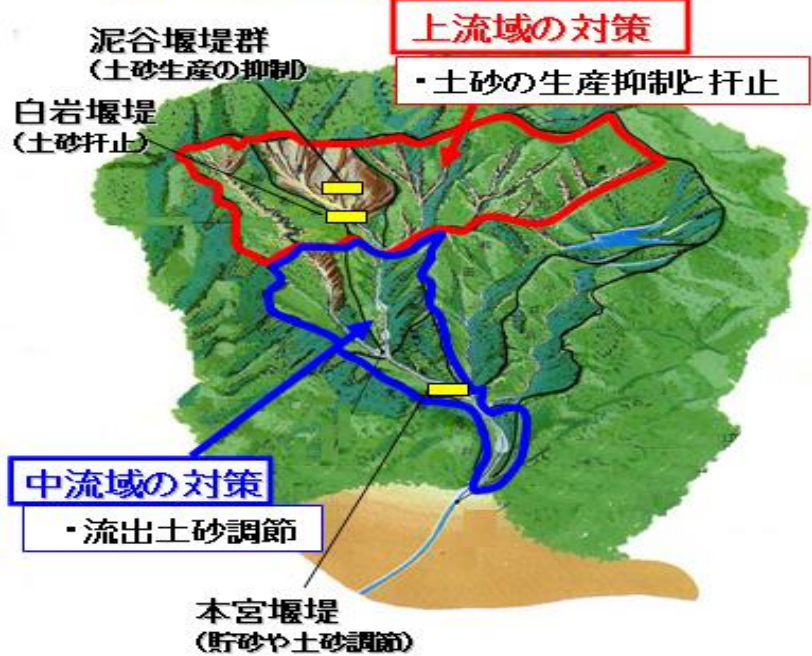 泥谷堰堤群
(土砂生産の抑制)
白岩堰堤
(土砂扞止)
上流域の対策
・土砂の生産抑制と扞止
中流域の対策
・流出土砂調節
本宮堰堤
(貯砂や土砂調節)